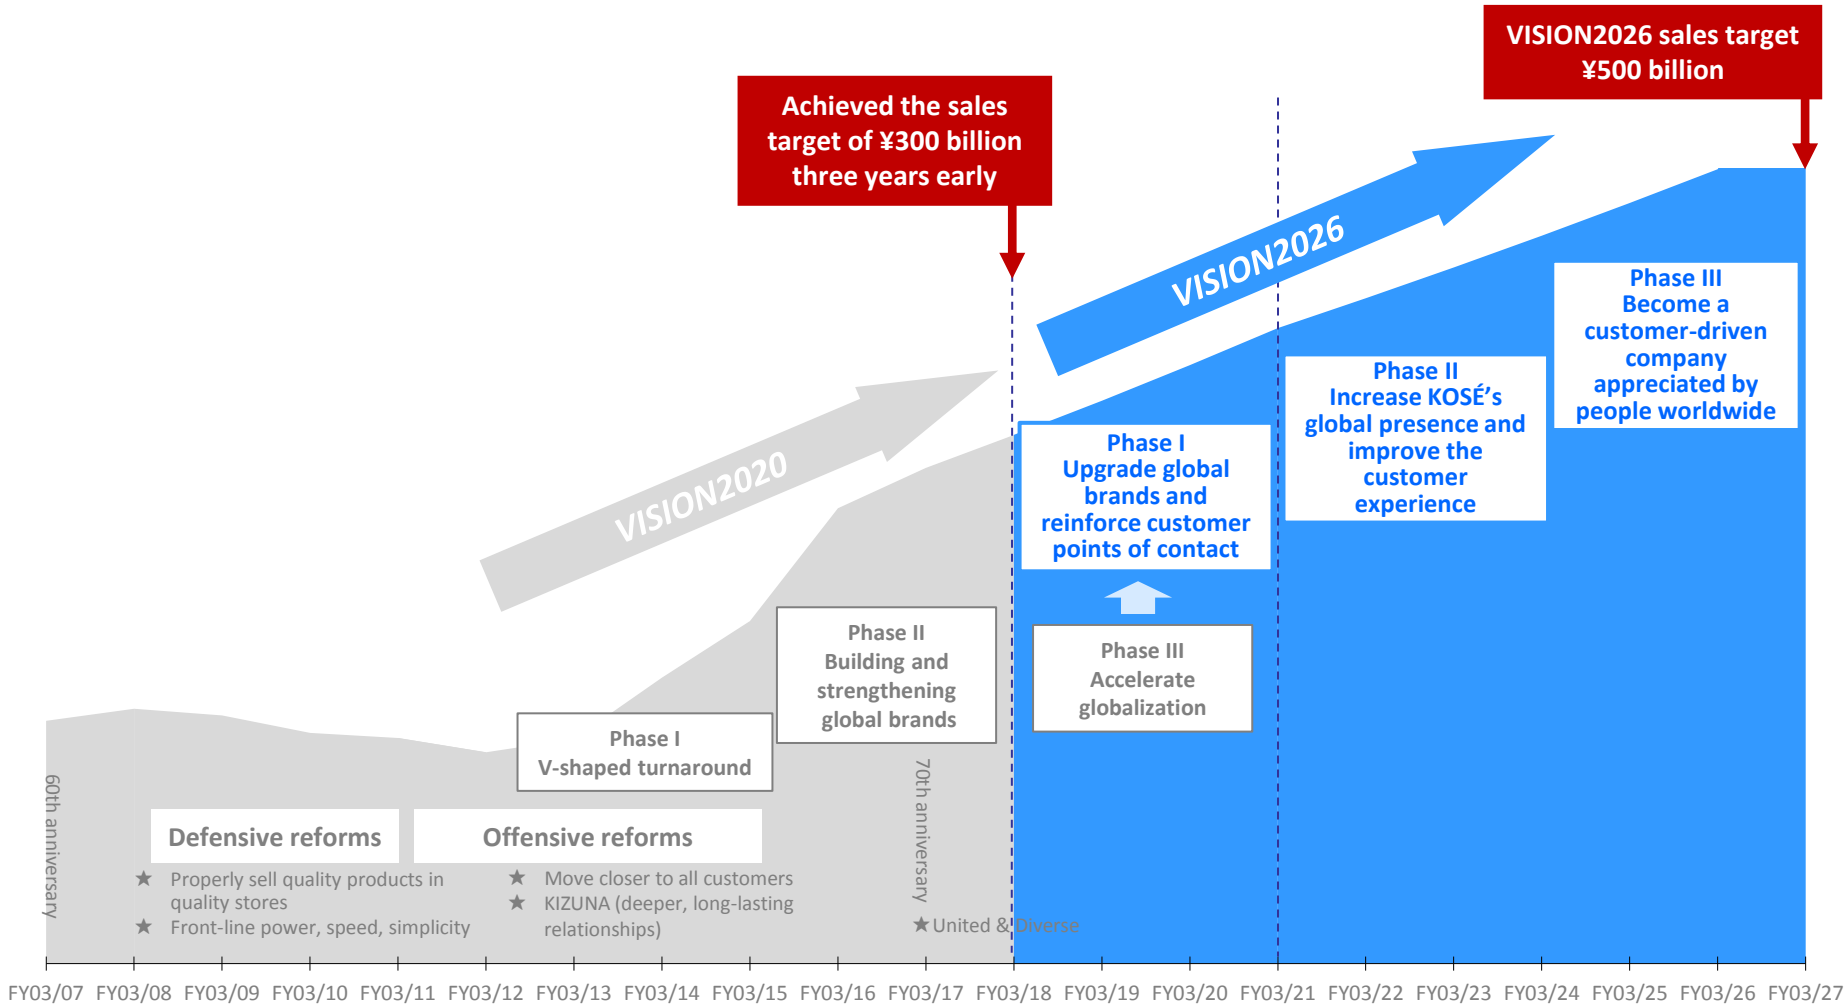 VISION2026 sales target
¥500 billion
Achieved the sales
target of ¥300 billion
three years early
VISION2026
VISION2020
Phase III
Become a
customer-driven
company
appreciated by
people worldwide
Phase II
Increase KOSÉ’s
global presence and
improve the
customer
experience
Phase I
Upgrade global
brands and
reinforce customer
points of contact
Phase III
Accelerate
globalization
Phase II
Building and
strengthening
global brands
Phase I
V-shaped turnaround
60th anniversary
70th anniversary
Defensive reforms
★ Properly sell quality products in
quality stores
★ Front-line power, speed, simplicity
Offensive reforms
★ Move closer to all customers
★ KIZUNA (deeper, long-lasting
relationships)
★ United & Diverse
FY03/07 FY03/08 FY03/09 FY03/10 FY03/11 FY03/12 FY03/13 FY03/14 FY03/15 FY03/16 FY03/17 FY03/18 FY03/19 FY03/20 FY03/21 FY03/22 FY03/23 FY03/24 FY03/25 FY03/26 FY03/27